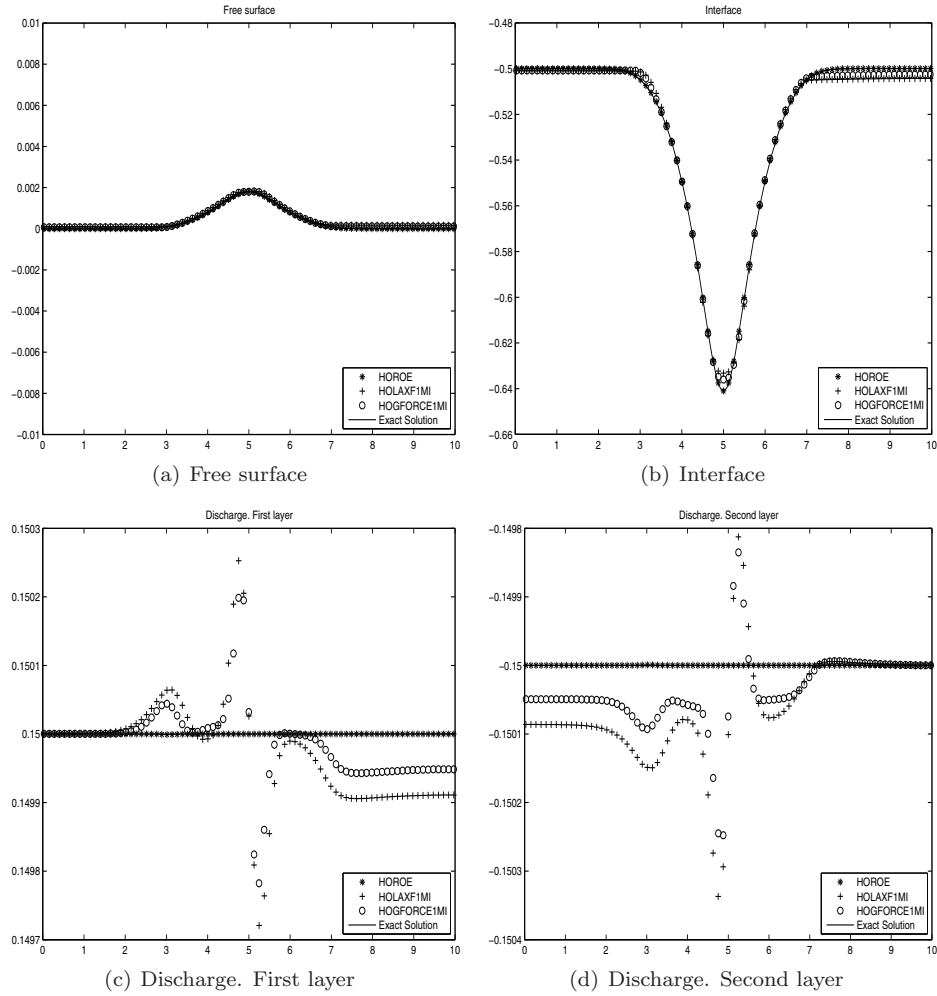 Free surface
0.01
0.008
0.006
0.004
0.002
0
−0.002
−0.004
−0.006
−0.008
−0.01
0 1 2 3 4 5 6 7 8 9 10
HOROE
HOLAXF1MI
HOGFORCE1MI
Exact Solution
(a) Free surface
Interface
−0.48
−0.5
−0.52
−0.54
−0.56
−0.58
−0.6
−0.62
−0.64
−0.66
0 1 2 3 4 5 6 7 8 9 10
HOROE
HOLAXF1MI
HOGFORCE1MI
Exact Solution
(b) Interface
Discharge. First layer
0.1503
0.1502
0.1501
0.15
0.1499
0.1498
0.1497
0 1 2 3 4 5 6 7 8 9 10
HOROE
HOLAXF1MI
HOGFORCE1MI
Exact Solution
(c) Discharge. First layer
Discharge. Second layer
−0.1498
−0.1499
−0.15
−0.1501
−0.1502
−0.1503
−0.1504
0 1 2 3 4 5 6 7 8 9 10
HOROE
HOLAXF1MI
HOGFORCE1MI
Exact Solution
(d) Discharge. Second layer